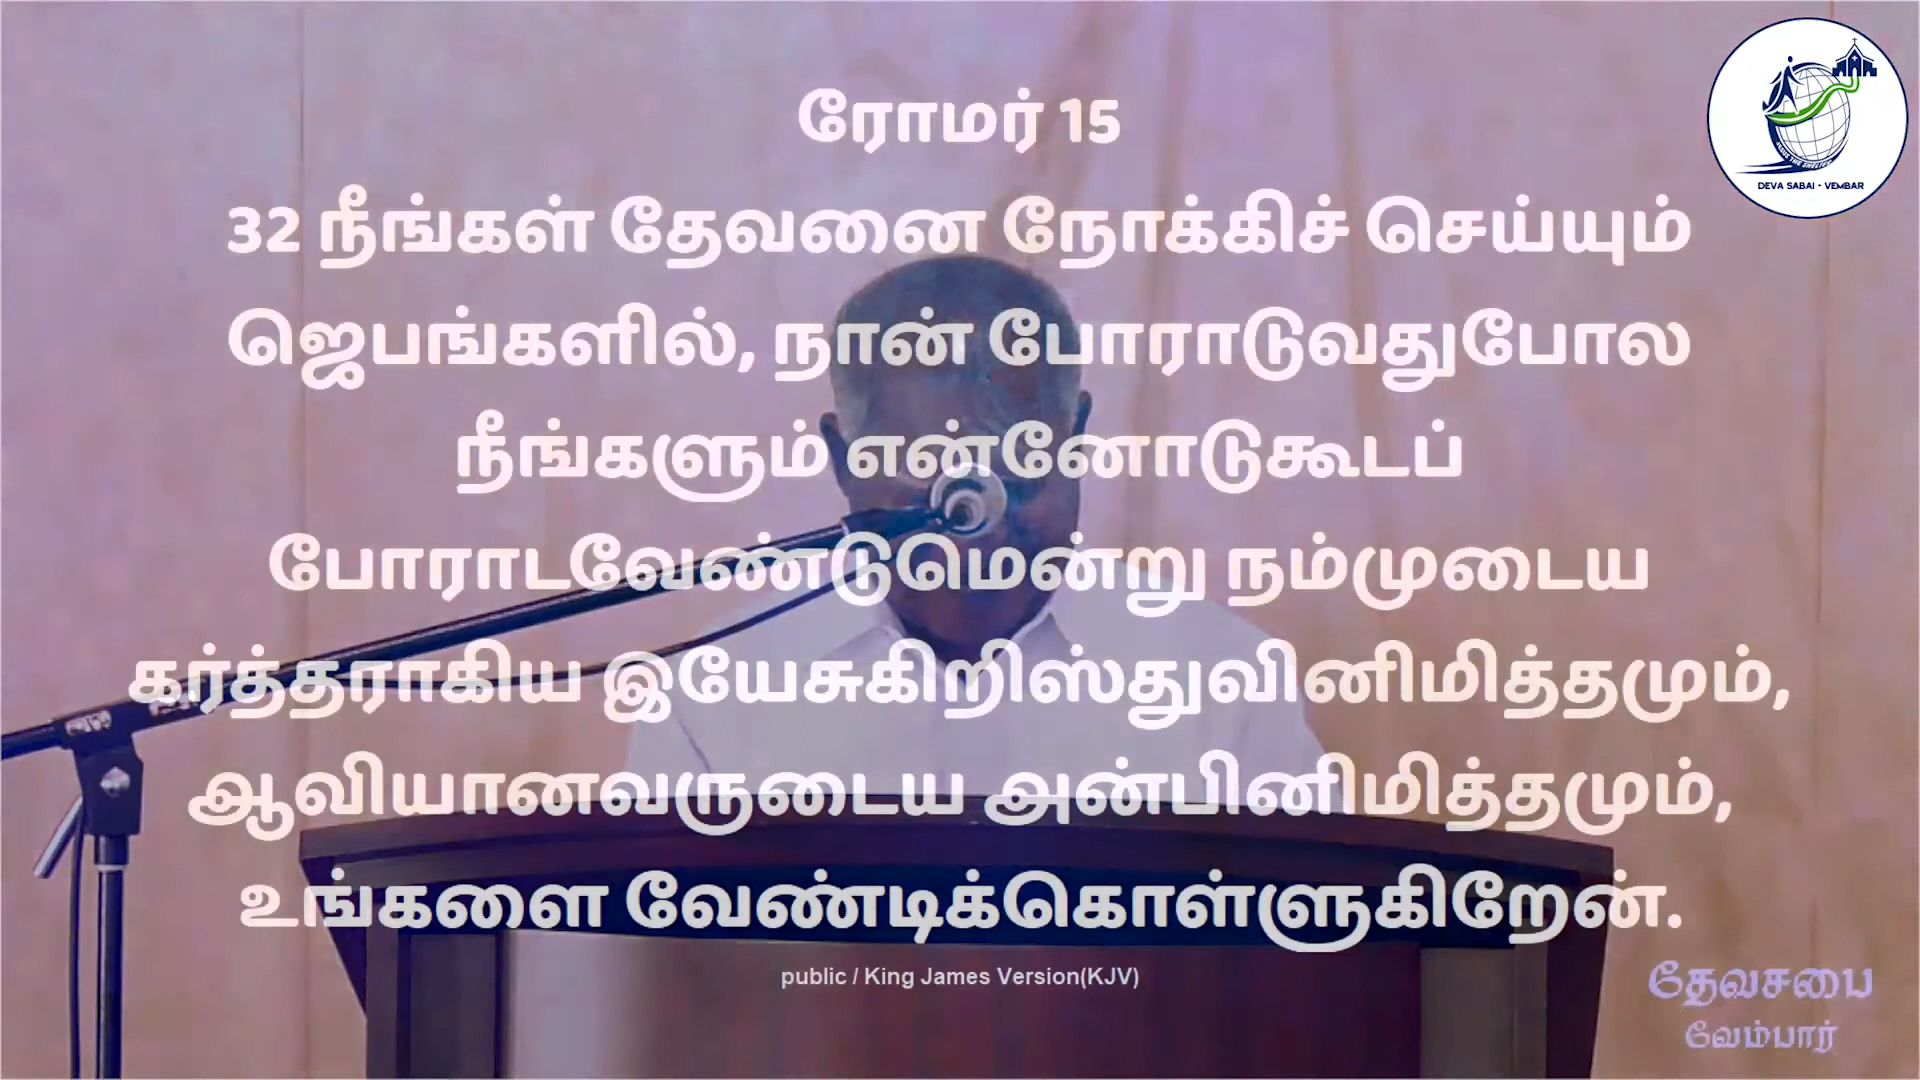 ரோமர் 15
32 நீங்கள் தேவனை நோக்கிச் செய்யும்
ஜெபங்களில், நான் போராடுவதுபோல
நீங்களும் என்னோடுகூடப்
போராடவேண்டுமென்று நம்முடைய
கர்த்தராகிய இயேசுகிறிஸ்துவினிமித்தமும்,
ஆவியானவருடைய அன்பினிமித்தமும்,
உங்களை வேண்டிக்கொள்ளுகிறேன்.
public / King James Version(KJV)
DEVA SABAI - VEMBAR
தேவசபை
வேம்பார்